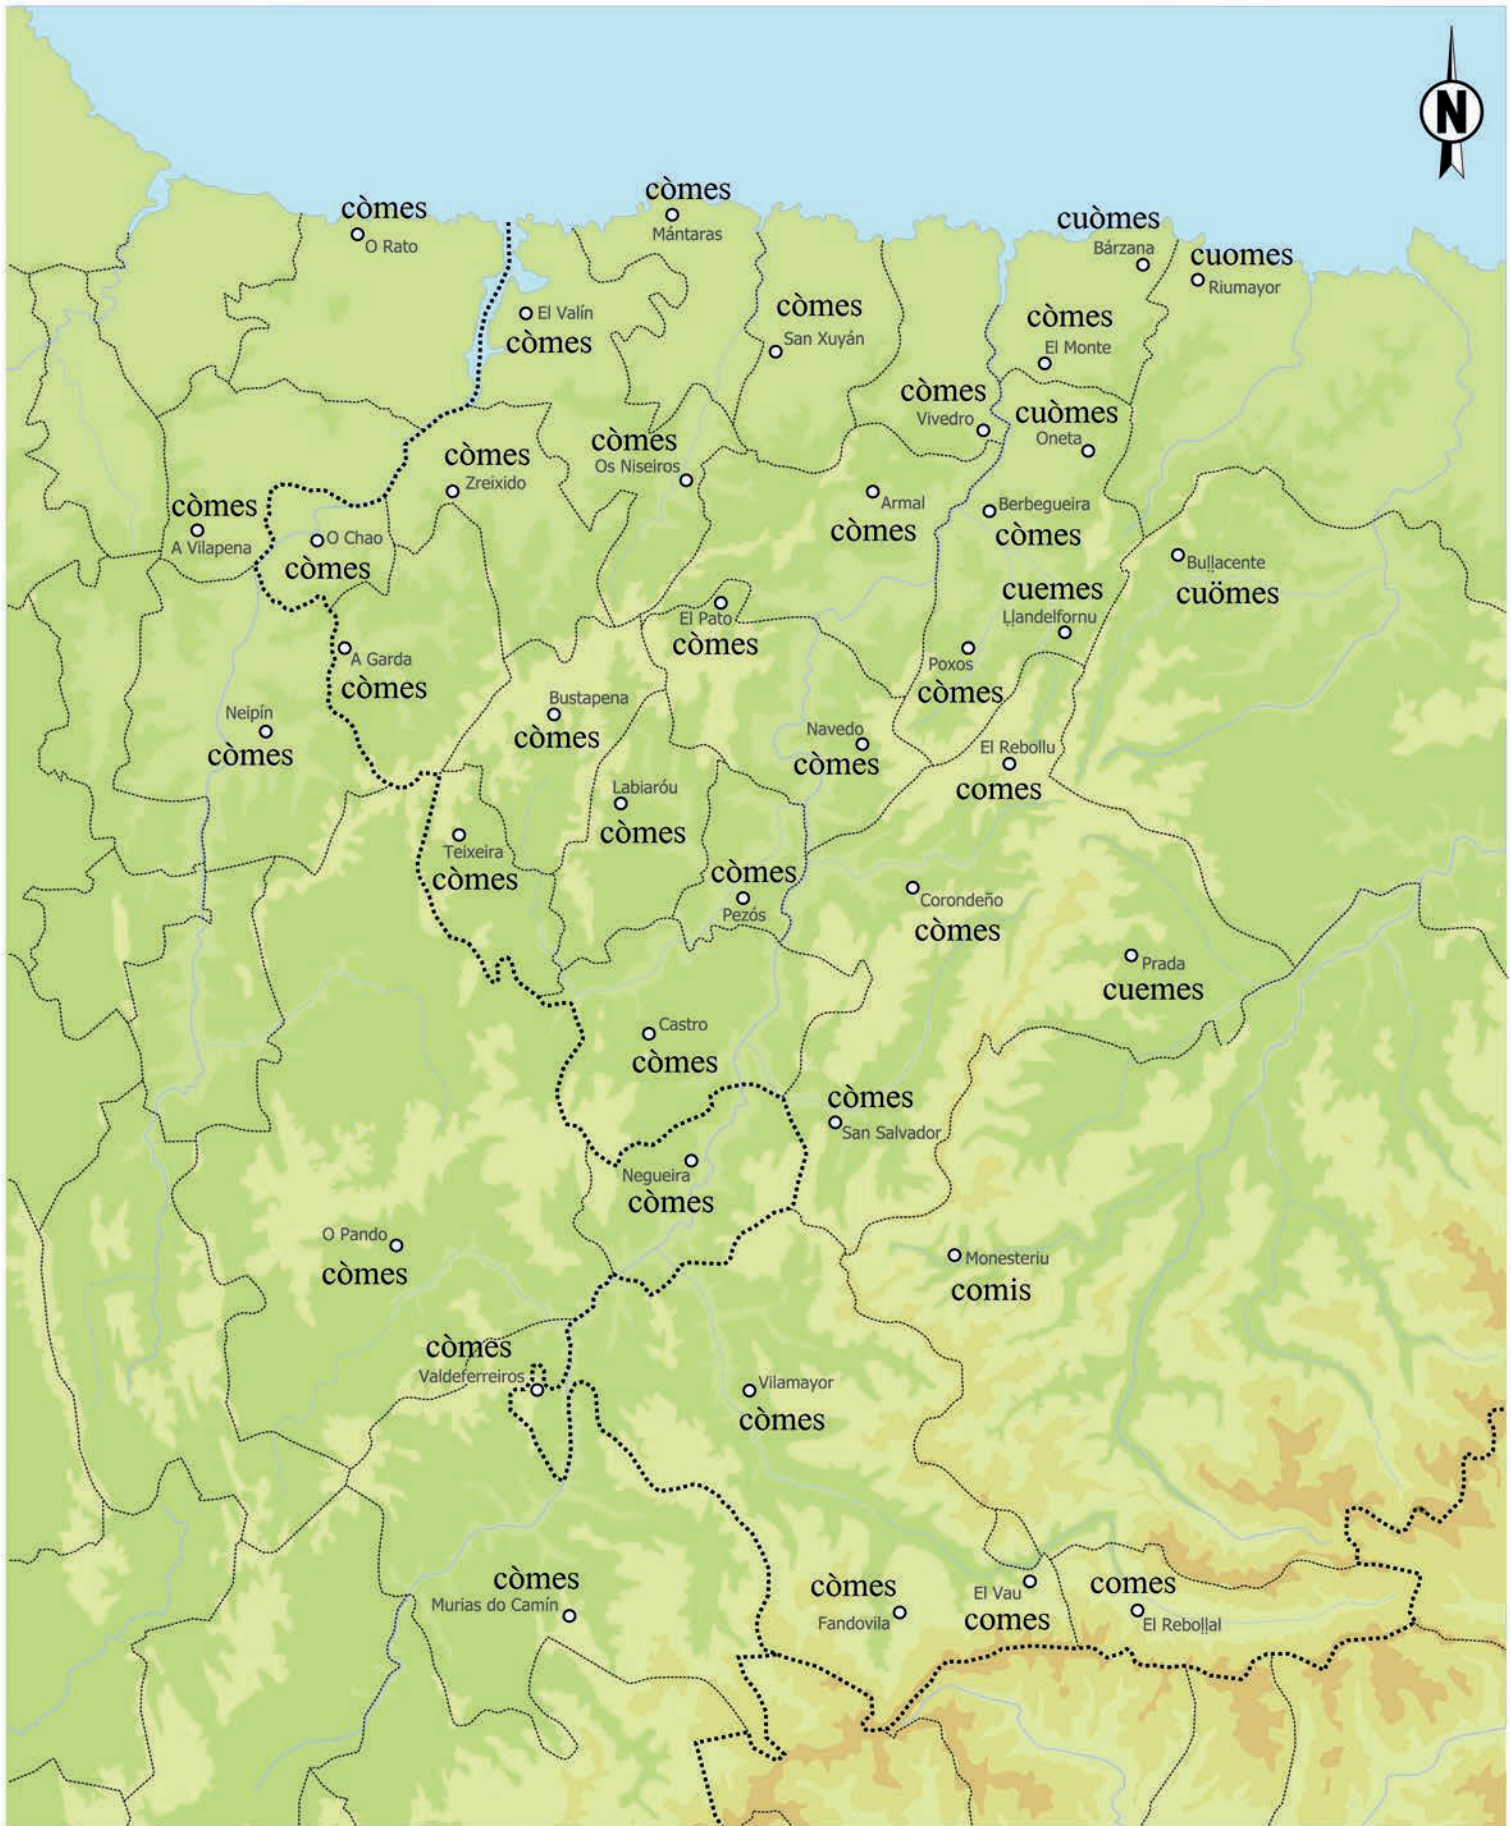 N
còmes
O Rato
còmes
Mántaras
cuòmes
Bárzana
cuomes
Riumayor
El Valín
còmes
còmes
San Xuyán
còmes
El Monte
còmes
Vivedro
cuòmes
Oneta
còmes
Zreixido
còmes
Os Niseiros
Armal
còmes
Berbegueira
còmes
còmes
A Vilapena
O Chao
còmes
Buḷḷacente
cuömes
cuemes
Ḷḷandelfornu
El Pato
còmes
A Garda
còmes
Poxos
còmes
Neipín
còmes
Bustapena
còmes
Navedo
còmes
El Rebollu
comes
Labiaróu
còmes
Teixeira
còmes
còmes
Pezós
Corondeño
còmes
Prada
cuemes
Castro
còmes
còmes
San Salvador
Negueira
còmes
O Pando
còmes
Monesteriu
comis
còmes
Valdeferreiros
Vilamayor
còmes
còmes
Murias do Camín
còmes
Fandovila
El Vau
comes
comes
El Reboḷḷal